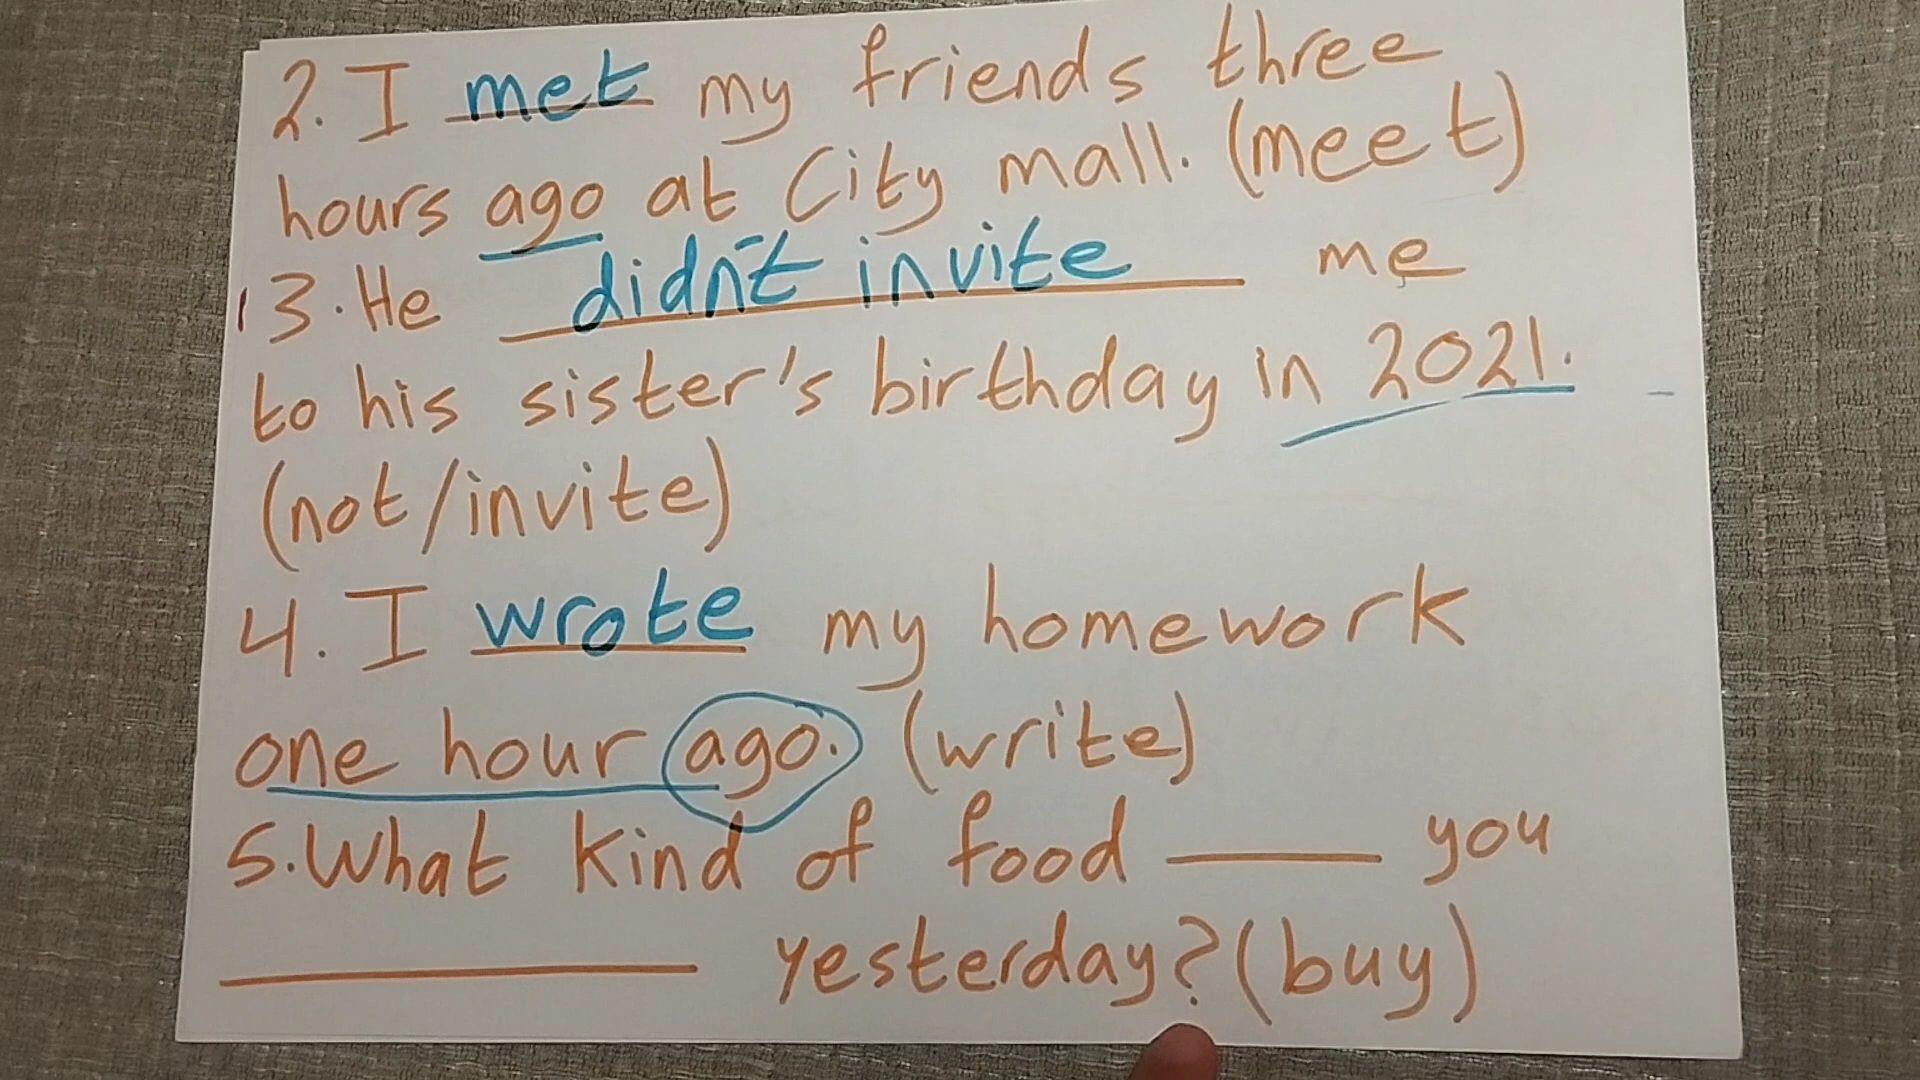 2. I met my friends three
hours ago at City mall. (meet)
3. He didn't invite me
to his sister's birthday in 2021.
(not/invite)
4. I wrote my homework
one hour ago. (write)
5. What kind of food ____ you
____ yesterday? (buy)